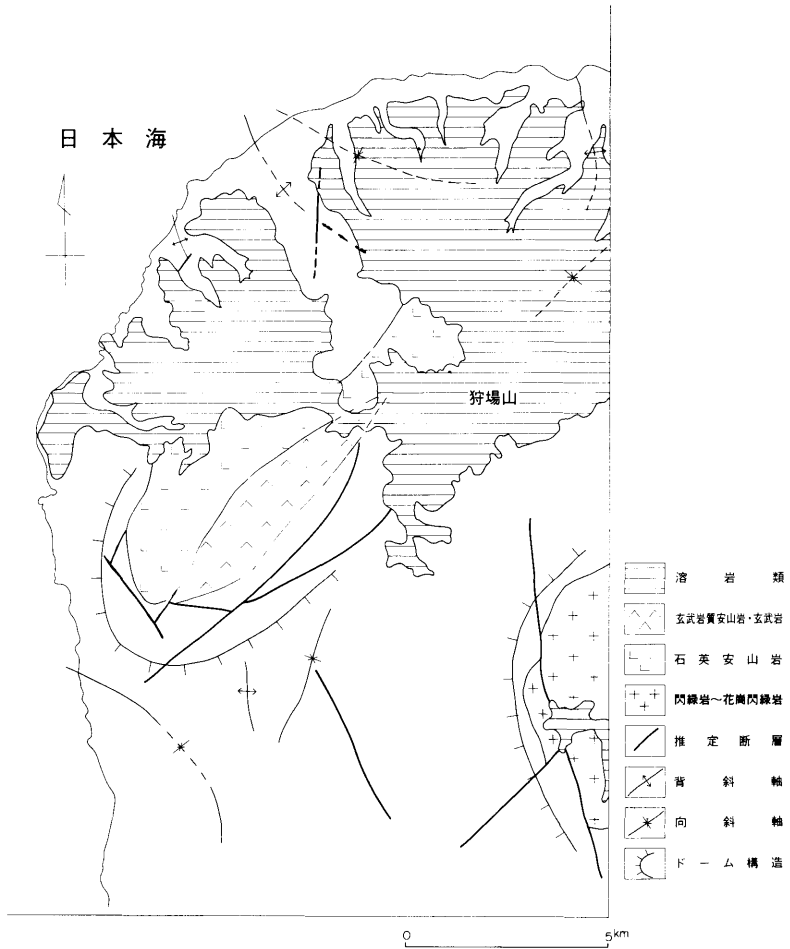 日本海
狩場山
溶岩類
玄武岩質安山岩・玄武岩
石英安山岩
閃緑岩～花崗閃緑岩
推定断層
背斜軸
向斜軸
ドーム構造
0 5km